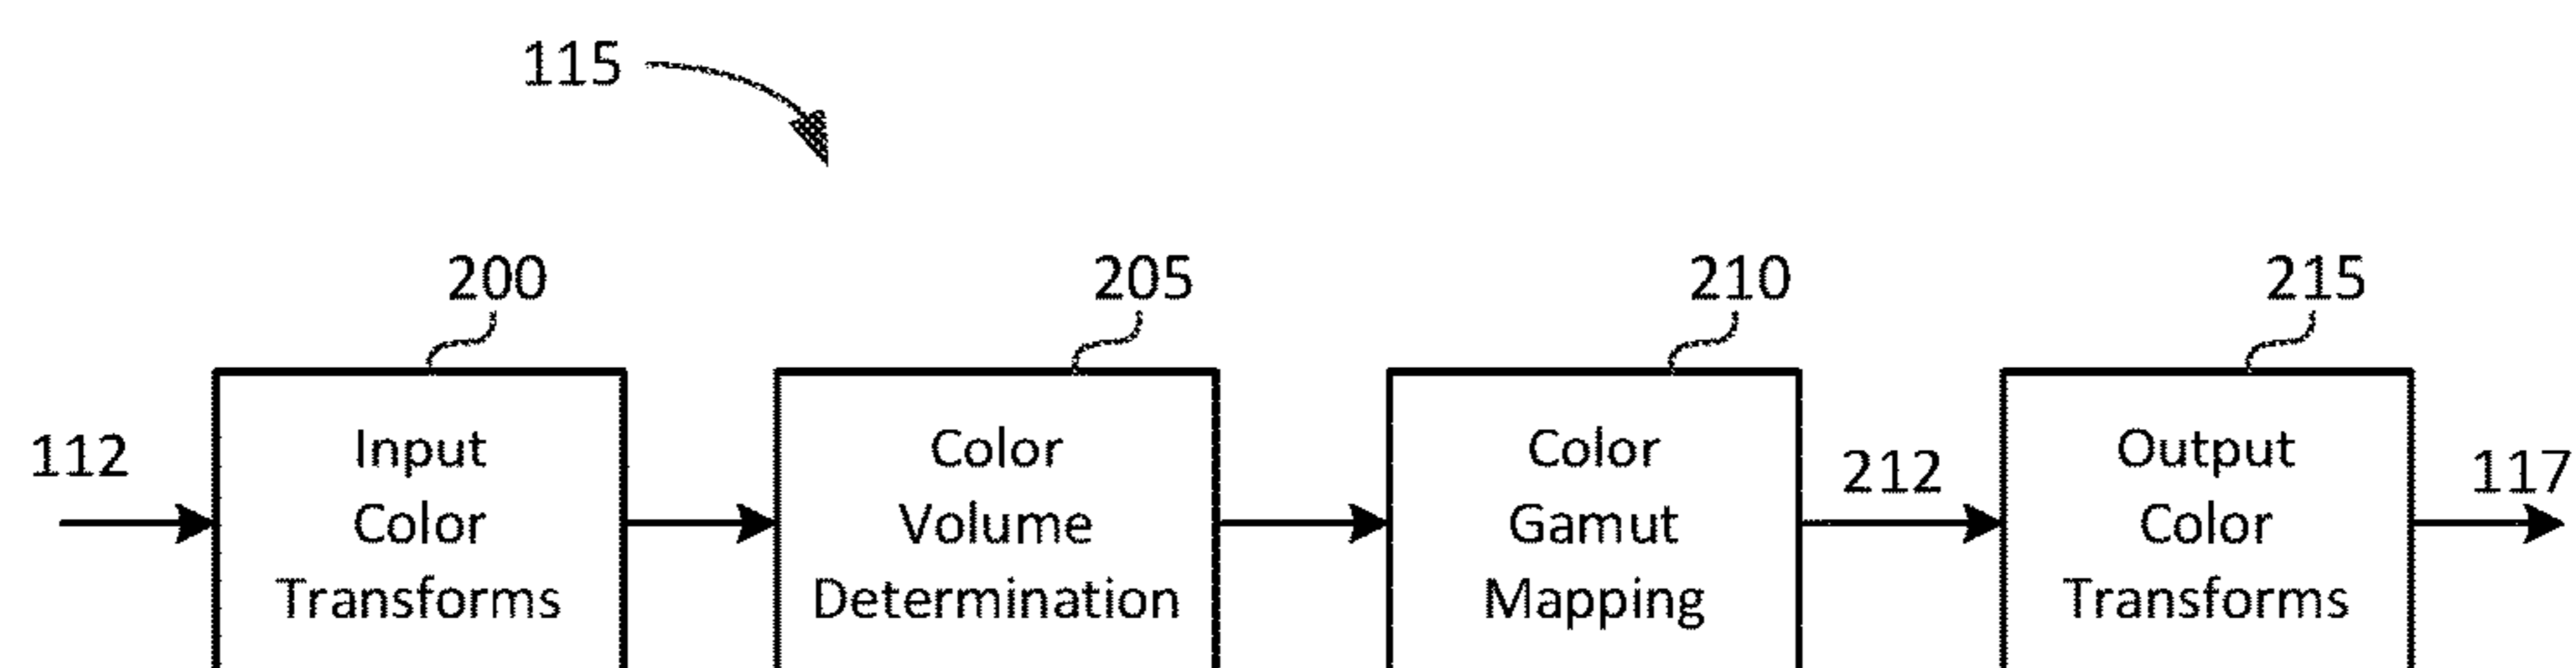 115
200
205
210
215
112
Input
Color
Transforms
Color
Volume
Determination
Color
Gamut
Mapping
212
Output
Color
Transforms
117